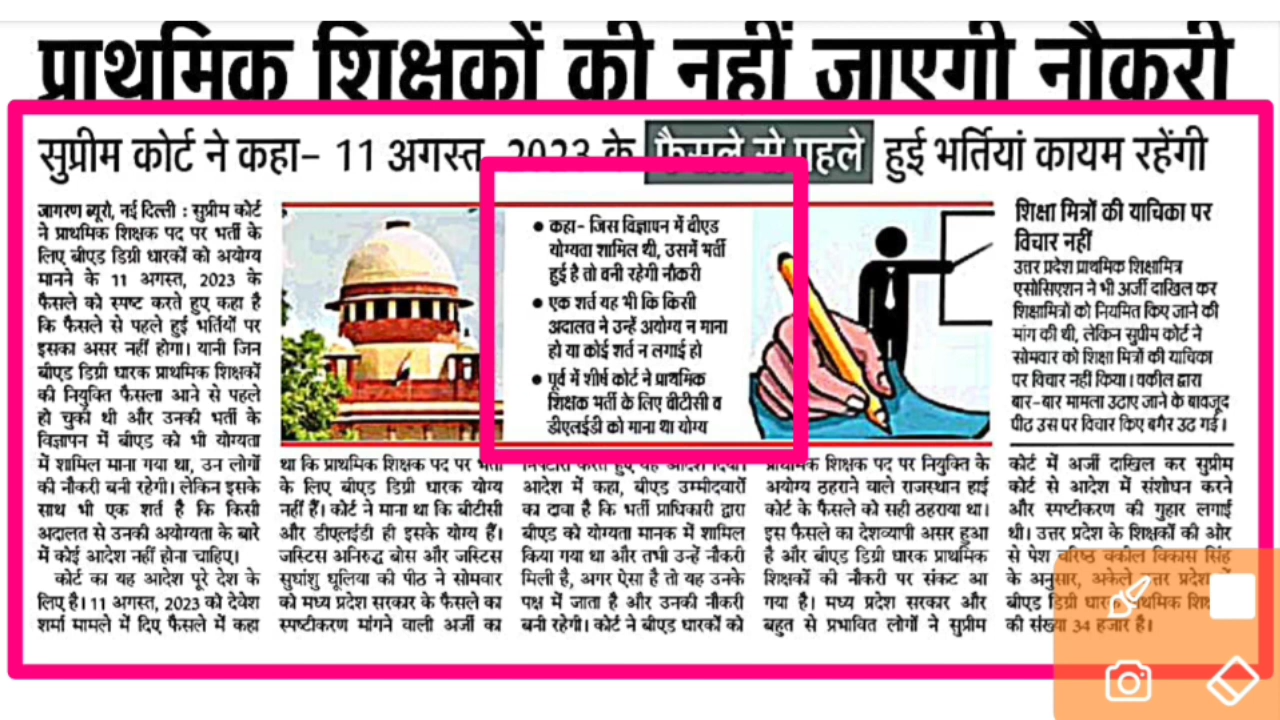 प्राथमिक शिक्षकों की नहीं जाएगी नौकरी
सुप्रीम कोर्ट ने कहा- 11 अगस्त, 2023 के फैसले से पहले हुई भर्तियां कायम रहेंगी
जागरण ब्यूरो, नई दिल्ली : सुप्रीम कोर्ट
ने प्राथमिक शिक्षक पद पर भर्ती के
लिए बीएड डिग्री धारकों को अयोग्य
मानने के 11 अगस्त, 2023 के
फैसले को स्पष्ट करते हुए कहा है
कि फैसले से पहले हुई भर्तियों पर
इसका असर नहीं होगा। यानी जिन
बीएड डिग्री धारक प्राथमिक शिक्षकों
की नियुक्ति फैसला आने से पहले
हो चुकी थी और उनकी भर्ती के
विज्ञापन में बीएड को भी योग्यता
में शामिल माना गया था, उन लोगों
की नौकरी बनी रहेगी। लेकिन इसके
साथ भी एक शर्त है कि किसी
अदालत से उनकी अयोग्यता के बारे
में कोई आदेश नहीं होना चाहिए।
कोर्ट का यह आदेश पूरे देश के
लिए है। 11 अगस्त, 2023 को देवेश
शर्मा मामले में दिए फैसले में कहा
• कहा- जिस विज्ञापन में बीएड
योग्यता शामिल थी, उसमें भर्ती
हुई है तो बनी रहेगी नौकरी
• एक शर्त यह भी कि किसी
अदालत ने उन्हें अयोग्य न माना
हो या कोई शर्त न लगाई हो
• पूर्व में शीर्ष कोर्ट ने प्राथमिक
शिक्षक भर्ती के लिए बीटीसी व
डीएलईडी को माना था योग्य
था कि प्राथमिक शिक्षक पद पर भर्ती
के लिए बीएड डिग्री धारक योग्य
नहीं हैं। कोर्ट ने माना था कि बीटीसी
और डीएलईडी ही इसके योग्य हैं।
जस्टिस अनिरुद्ध बोस और जस्टिस
सुधांशु धूलिया की पीठ ने सोमवार
को मध्य प्रदेश सरकार के फैसले का
स्पष्टीकरण मांगने वाली अर्जी का
निपटारा करते हुए यह आदेश दिया।
आदेश में कहा, बीएड उम्मीदवारों
का दावा है कि भर्ती प्राधिकारी द्वारा
बीएड को योग्यता मानक में शामिल
किया गया था और तभी उन्हें नौकरी
मिली है, अगर ऐसा है तो यह उनके
पक्ष में जाता है और उनकी नौकरी
बनी रहेगी। कोर्ट ने बीएड धारकों को
प्राथमिक शिक्षक पद पर नियुक्ति के
अयोग्य ठहराने वाले राजस्थान हाई
कोर्ट के फैसले को सही ठहराया था।
इस फैसले का देशव्यापी असर हुआ
है और बीएड डिग्री धारक प्राथमिक
शिक्षकों की नौकरी पर संकट आ
गया है। मध्य प्रदेश सरकार और
बहुत से प्रभावित लोगों ने सुप्रीम
शिक्षा मित्रों की याचिका पर
विचार नहीं
उत्तर प्रदेश प्राथमिक शिक्षामित्र
एसोसिएशन ने भी अर्जी दाखिल कर
शिक्षामित्रों को नियमित किए जाने की
मांग की थी, लेकिन सुप्रीम कोर्ट ने
सोमवार को शिक्षा मित्रों की याचिका
पर विचार नहीं किया। वकील द्वारा
बार-बार मामला उठाए जाने के बावजूद
पीठ उस पर विचार किए बगैर उठ गई।
कोर्ट में अर्जी दाखिल कर सुप्रीम
कोर्ट से आदेश में संशोधन करने
और स्पष्टीकरण की गुहार लगाई
थी। उत्तर प्रदेश के शिक्षकों की ओर
से पेश वरिष्ठ वकील विकास सिंह
के अनुसार, अकेले उत्तर प्रदेश में
बीएड डिग्री धारक प्राथमिक
की संख्या 34 हजार है।